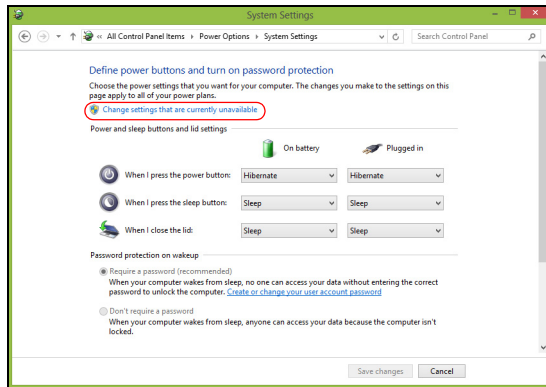 System Settings
« All Control Panel Items ▸ Power Options ▸ System Settings
Search Control Panel
Define power buttons and turn on password protection
Choose the power settings that you want for your computer. The changes you make to the settings on this
page apply to all of your power plans.
Change settings that are currently unavailable
Power and sleep buttons and lid settings
On battery Plugged in
When I press the power button: Hibernate Hibernate
When I press the sleep button: Sleep Sleep
When I close the lid: Sleep Sleep
Password protection on wakeup
Require a password (recommended)
When your computer wakes from sleep, no one can access your data without entering the correct
password to unlock the computer. Create or change your user account password
Don't require a password
When your computer wakes from sleep, anyone can access your data because the computer isn't
locked.
Save changes Cancel